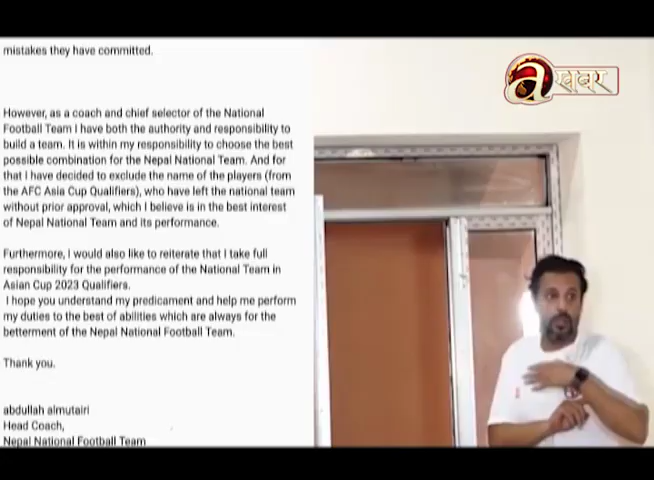 mistakes they have committed.
However, as a coach and chief selector of the National
Football Team I have both the authority and responsibility to
build a team. It is within my responsibility to choose the best
possible combination for the Nepal National Team. And for
that I have decided to exclude the name of the players (from
the AFC Asia Cup Qualifiers), who have left the national team
without prior approval, which I believe is in the best interest
of Nepal National Team and its performance.
Furthermore, I would also like to reiterate that I take full
responsibility for the performance of the National Team in
Asian Cup 2023 Qualifiers.
I hope you understand my predicament and help me perform
my duties to the best of abilities which are always for the
betterment of the Nepal National Football Team.
Thank you.
abdullah almutairi
Head Coach,
Nepal National Football Team
a खबर